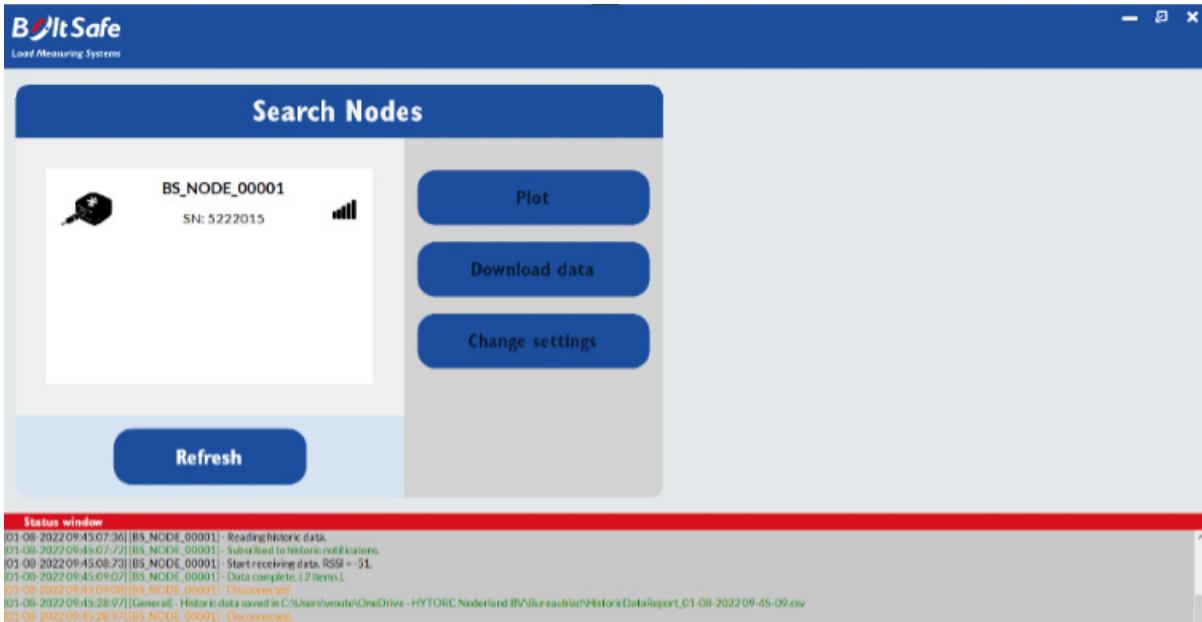 BoltSafe
Load Measuring Systems
Search Nodes
BS_NODE_00001
SN: 5222015
Plot
Download data
Change settings
Refresh
Status window
[01-08-2022 09:45:07:36] [BS_NODE_00001] - Reading historic data.
[01-08-2022 09:45:07:72] [BS_NODE_00001] - Subsribed to historic notificatons.
[01-08-2022 09:45:08:73] [BS_NODE_00001] - Start receiving data. RSSI = -51.
[01-08-2022 09:45:09:07] [BS_NODE_00001] - Data complete, ( 2 items ).
[01-08-2022 09:45:09:08] [BS_NODE_00001] - Disconnected.
[01-08-2022 09:45:28:97] [General] - Historic data saved in C:\Users\woute\OneDrive - HYTORC Nederland BV\Bureaublad\HistoricDataReport_01-08-2022 09-45-09.csv
[01-08-2022 09:45:28:97] [BS_NODE_00001] - Disconnected.